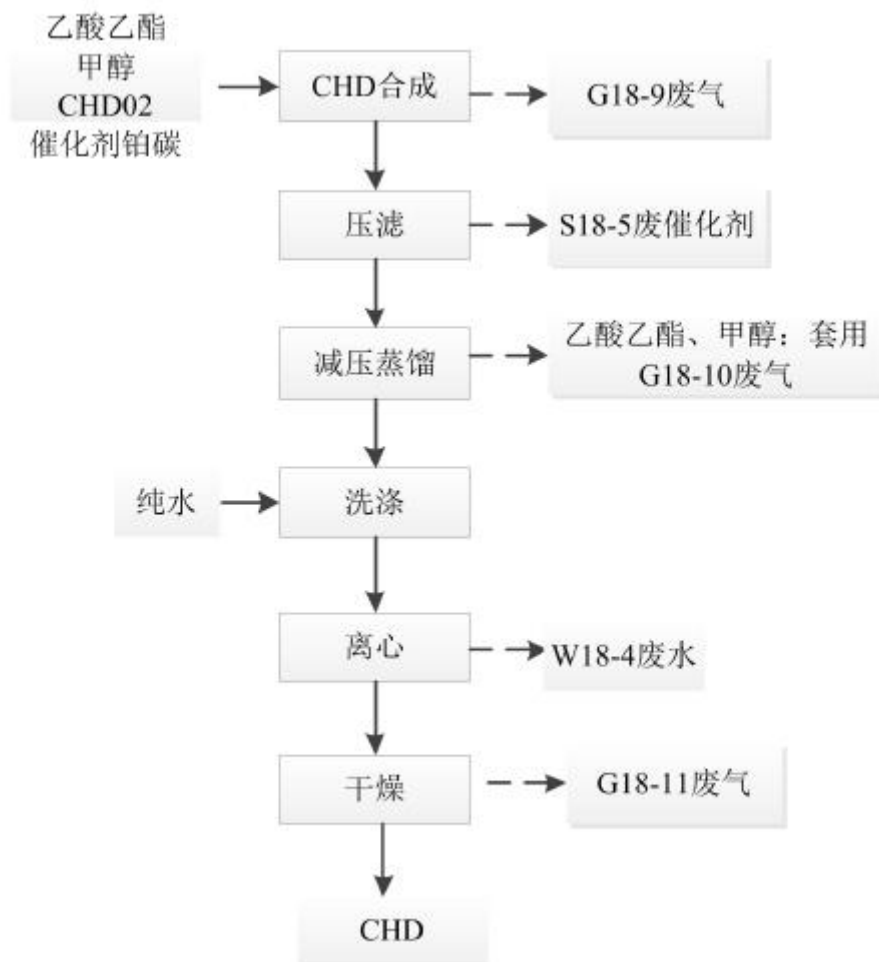 乙酸乙酯
甲醇
CHD02
催化剂铂碳
CHD合成
G18-9废气
压滤
S18-5废催化剂
减压蒸馏
乙酸乙酯、甲醇：套用
G18-10废气
纯水
洗涤
离心
W18-4废水
干燥
G18-11废气
CHD